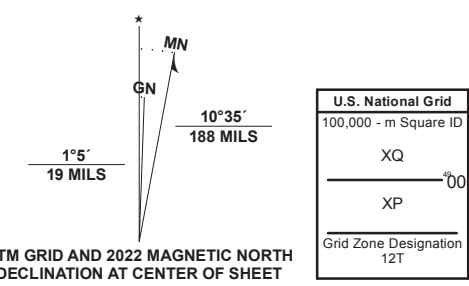 ★
MN
GN
10°35´
188 MILS
1°5´
19 MILS
TM GRID AND 2022 MAGNETIC NORTH
DECLINATION AT CENTER OF SHEET
U.S. National Grid
100,000 - m Square ID
XQ
4900
XP
Grid Zone Designation
12T